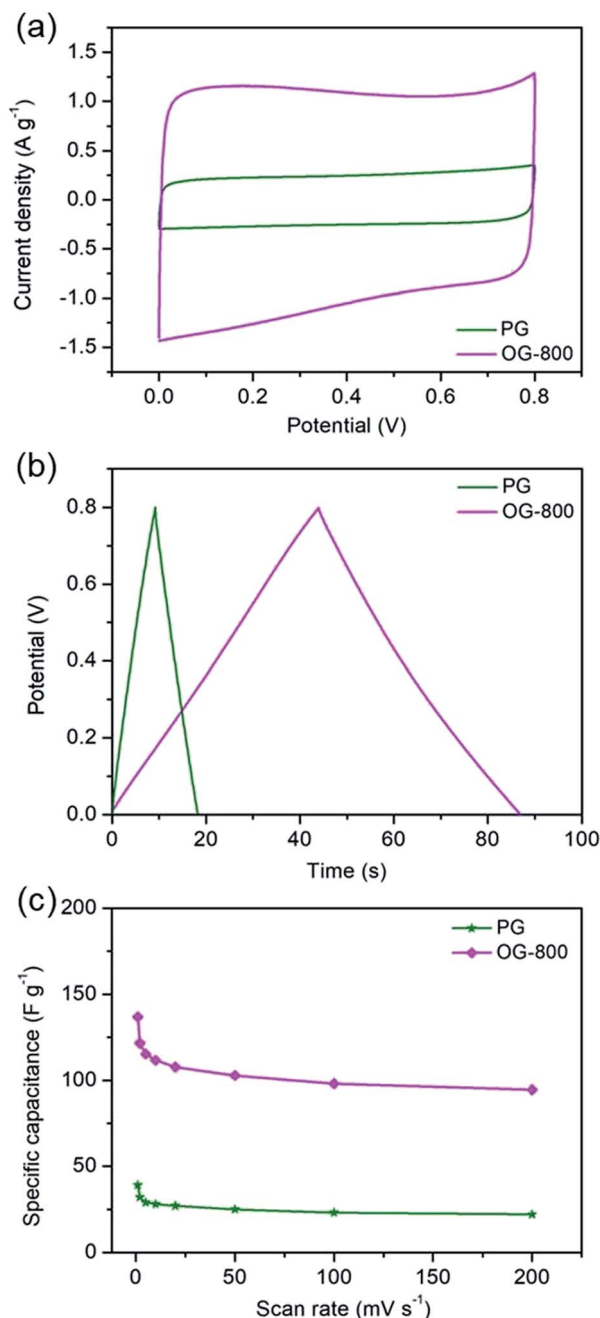 (a)
1.5
1.0
0.5
0.0
-0.5
-1.0
-1.5
Current density (A g⁻¹)
PG
OG-800
0.0 0.2 0.4 0.6 0.8
Potential (V)
(b)
0.8
0.6
0.4
0.2
0.0
Potential (V)
PG
OG-800
0 20 40 60 80 100
Time (s)
(c)
200
150
100
50
0
Specific capacitance (F g⁻¹)
PG
OG-800
0 50 100 150 200
Scan rate (mV s⁻¹)